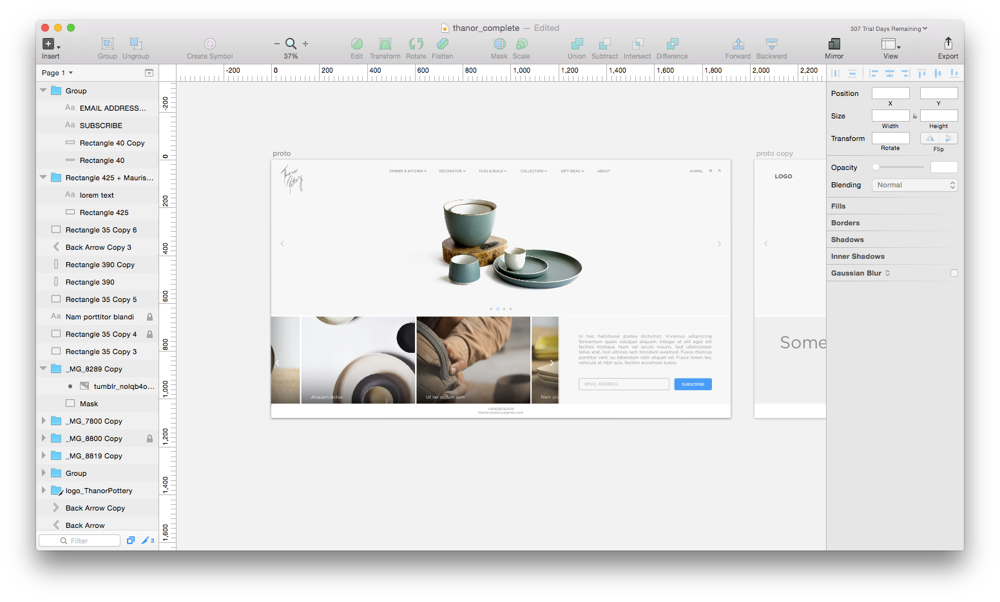 thanor_complete — Edited
307 Trial Days Remaining
Insert
Group
Ungroup
Create Symbol
37%
Edit
Transform
Rotate
Flatten
Mask
Scale
Union
Subtract
Intersect
Difference
Forward
Backward
Mirror
View
Export
Page 1
-200
0
200
400
600
800
1,000
1,200
1,400
1,600
1,800
2,000
2,200
Group
EMAIL ADDRESS...
SUBSCRIBE
Rectangle 40 Copy
Rectangle 40
Rectangle 425 + Mauris...
lorem text
Rectangle 425
Rectangle 35 Copy 6
Back Arrow Copy 3
Rectangle 390 Copy
Rectangle 390
Rectangle 35 Copy 5
Nam porttitor blandi
Rectangle 35 Copy 4
Rectangle 35 Copy 3
_MG_8289 Copy
tumblr_nolqb4o...
Mask
_MG_7800 Copy
_MG_8800 Copy
_MG_8819 Copy
Group
logo_ThanorPottery
Back Arrow Copy
Back Arrow
Filter
3
-200
0
200
400
600
800
1,000
1,200
1,400
1,600
proto
Thanor
Pottery
DINNER & KITCHEN
DECORATOR
TILES & BUILD
COLLECTION
GIFT IDEAS
ABOUT
AVIRAL
Aliquam lectus
Ut vel dictum sem
Nam po
In hac habitasse platea dictumst. Vivamus adipiscing
fermentum quam volutpat aliquam. Integer et elit eget elit
facilisis tristique. Nam vel iaculis mauris. Sed ullamcorper
tellus erat, non ultrices sem tincidunt euismod. Fusce rhoncus
porttitor velit, eu bibendum nibh aliquet vel. Fusce lorem leo,
vehicula at nibh quis, facilisis accumsan turpis.
EMAIL ADDRESS...
SUBSCRIBE
+919538764019
thanorpottery@gmail.com
proto copy
LOGO
Some
Position
X
Y
Size
Width
Height
Transform
Rotate
Flip
Opacity
Blending
Normal
Fills
Borders
Shadows
Inner Shadows
Gaussian Blur